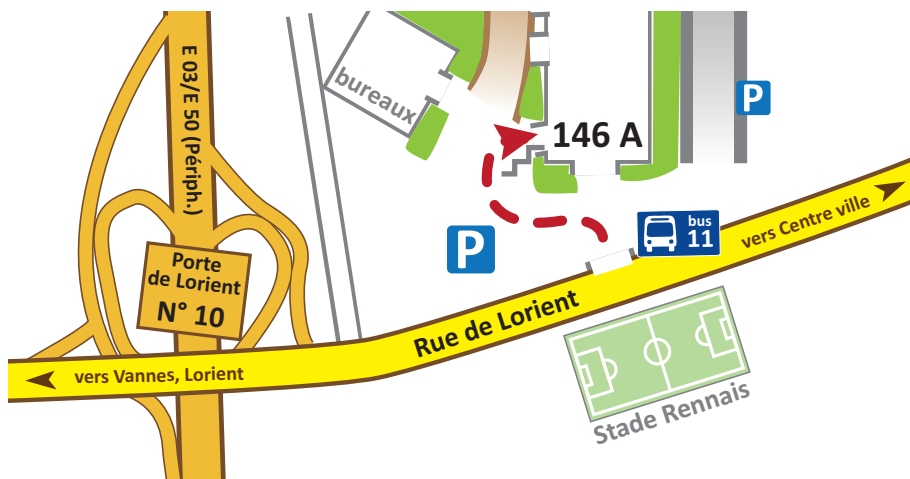 E 03/E 50 (Périph.)
bureaux
146 A
P
bus
11
vers Centre ville
P
Porte
de Lorient
N° 10
Rue de Lorient
vers Vannes, Lorient
Stade Rennais